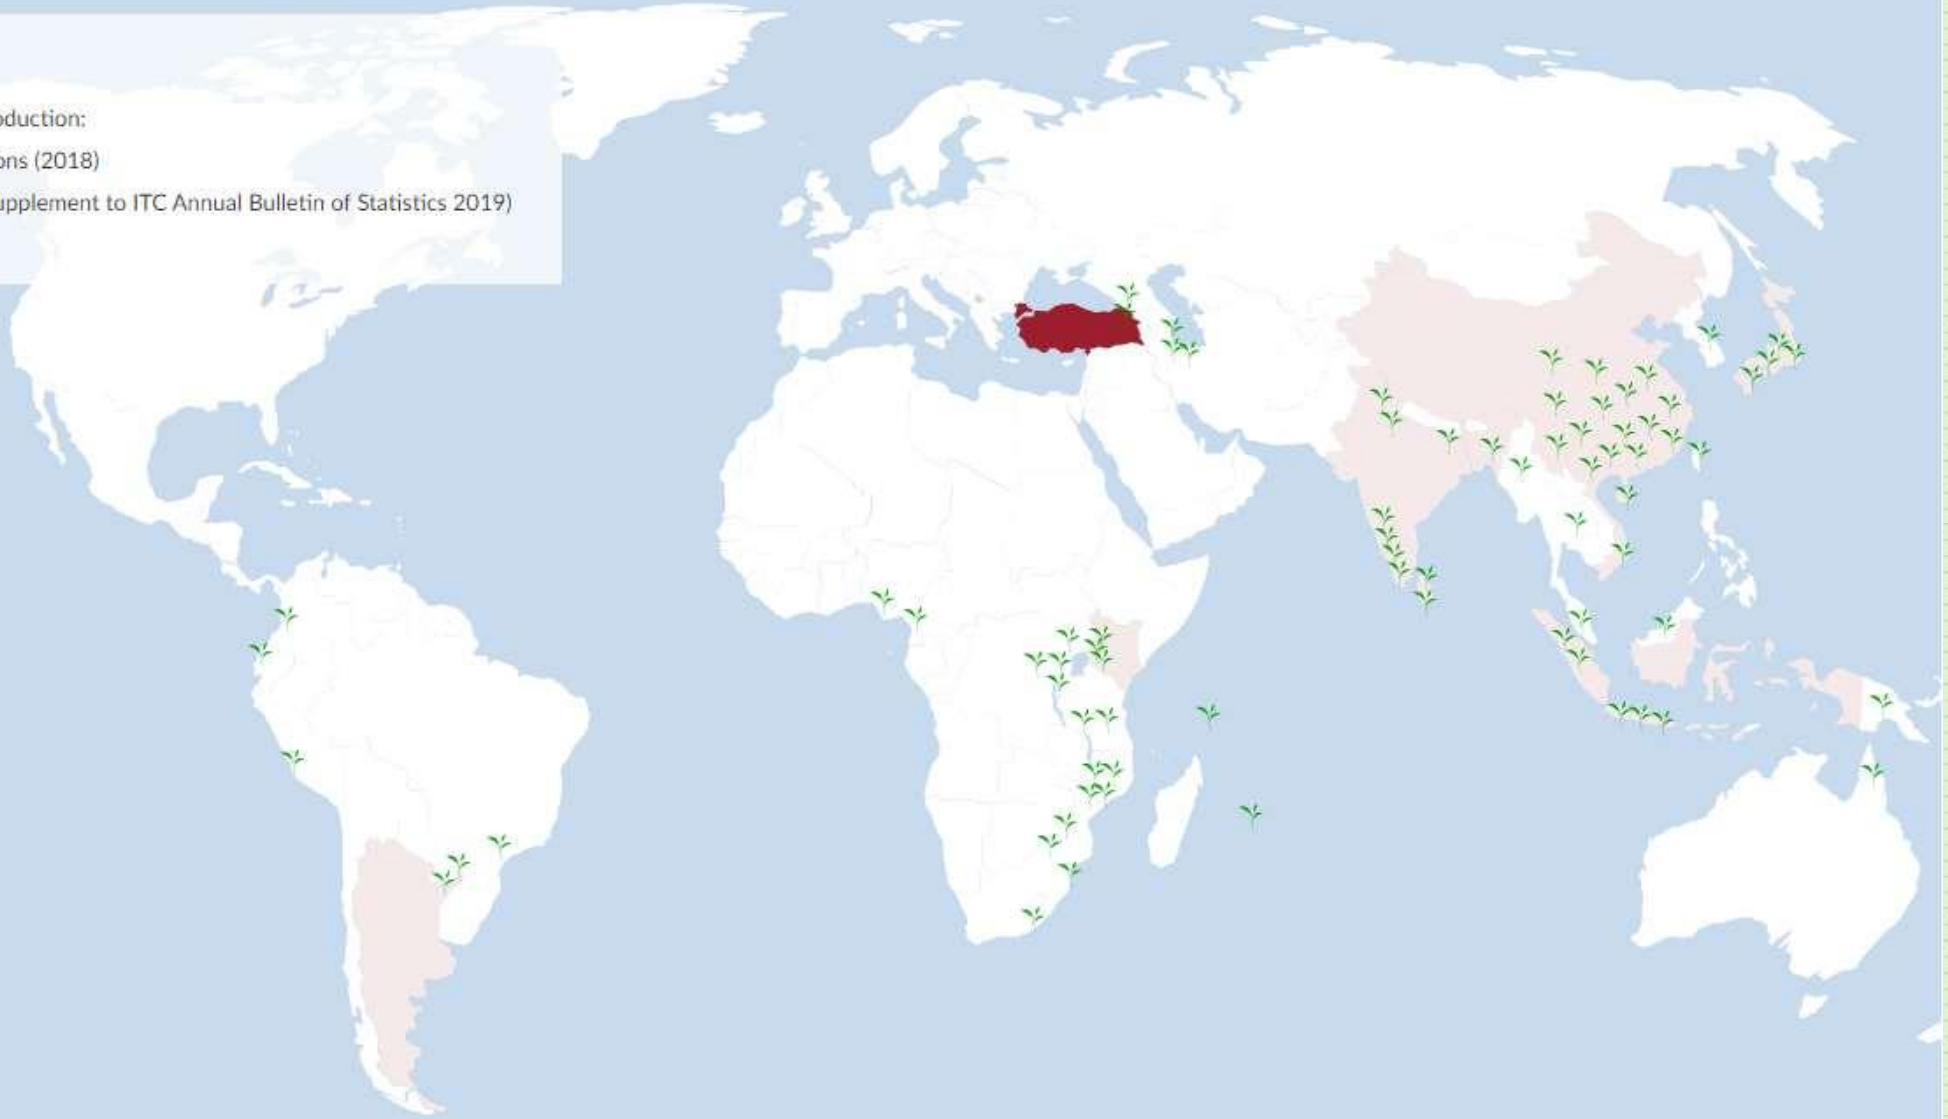 oduction:
ons (2018)
upplement to ITC Annual Bulletin of Statistics 2019)